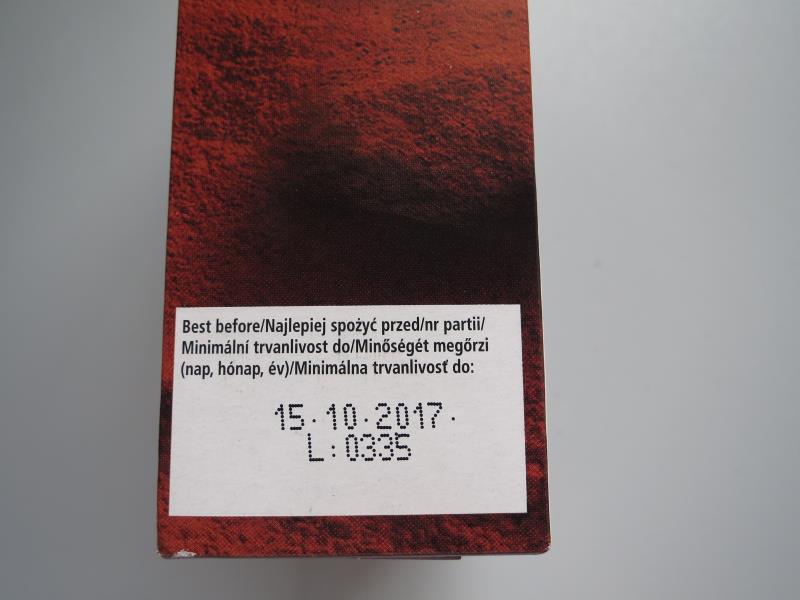 Best before/Najlepiej spożyć przed/nr partii/
Minimální trvanlivost do/Minőségét megőrzi
(nap, hónap, év)/Minimálna trvanlivosť do:
15.10.2017.
L:0335